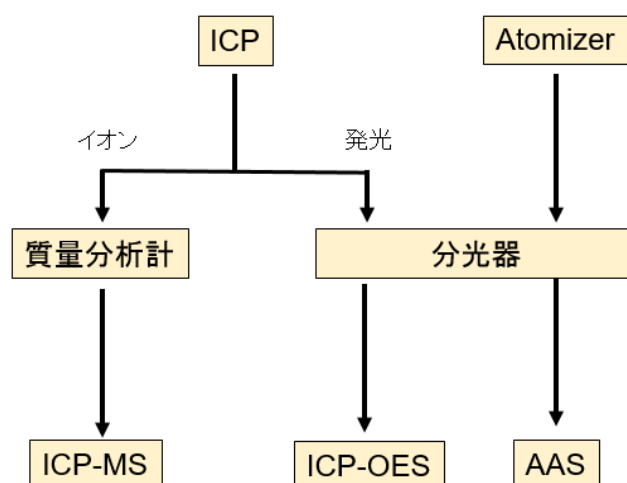 ICP
Atomizer
イオン
発光
質量分析計
分光器
ICP-MS
ICP-OES
AAS